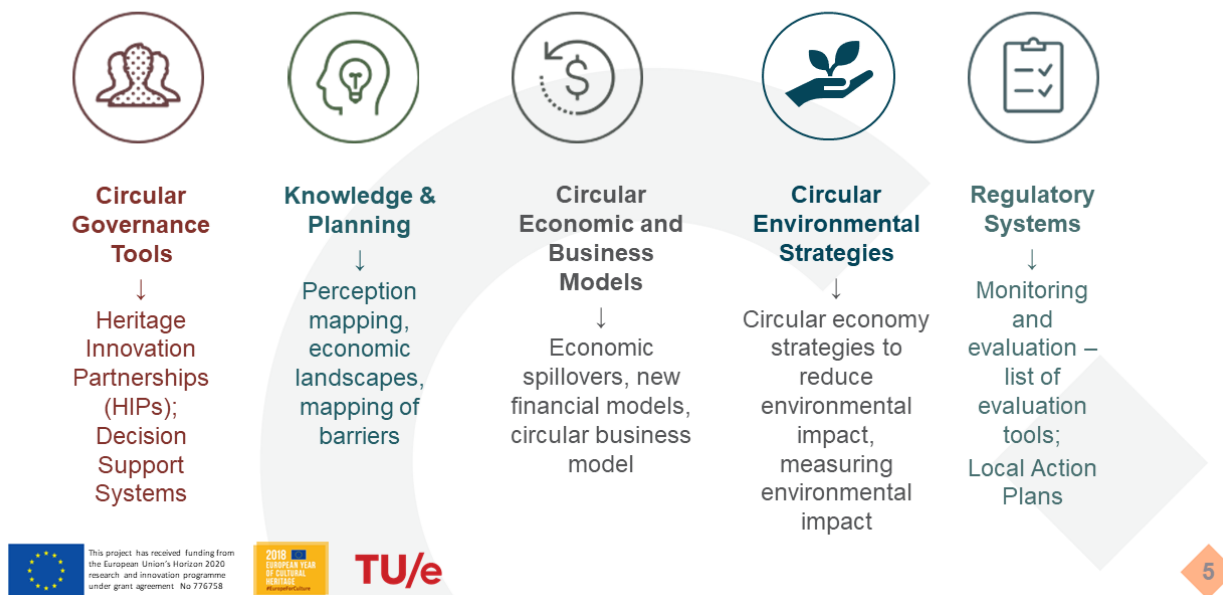 Circular
Governance
Tools
↓
Heritage
Innovation
Partnerships
(HIPs);
Decision
Support
Systems
Knowledge &
Planning
↓
Perception
mapping,
economic
landscapes,
mapping of
barriers
$
Circular
Economic and
Business
Models
↓
Economic
spillovers, new
financial models,
circular business
model
Circular
Environmental
Strategies
↓
Circular economy
strategies to
reduce
environmental
impact,
measuring
environmental
impact
Regulatory
Systems
↓
Monitoring
and
evaluation –
list of
evaluation
tools;
Local Action
Plans
This project has received funding from
the European Union's Horizon 2020
research and innovation programme
under grant agreement No 776758
2018
EUROPEAN YEAR
OF CULTURAL
HERITAGE
#EuropeForCulture
TU/e
5